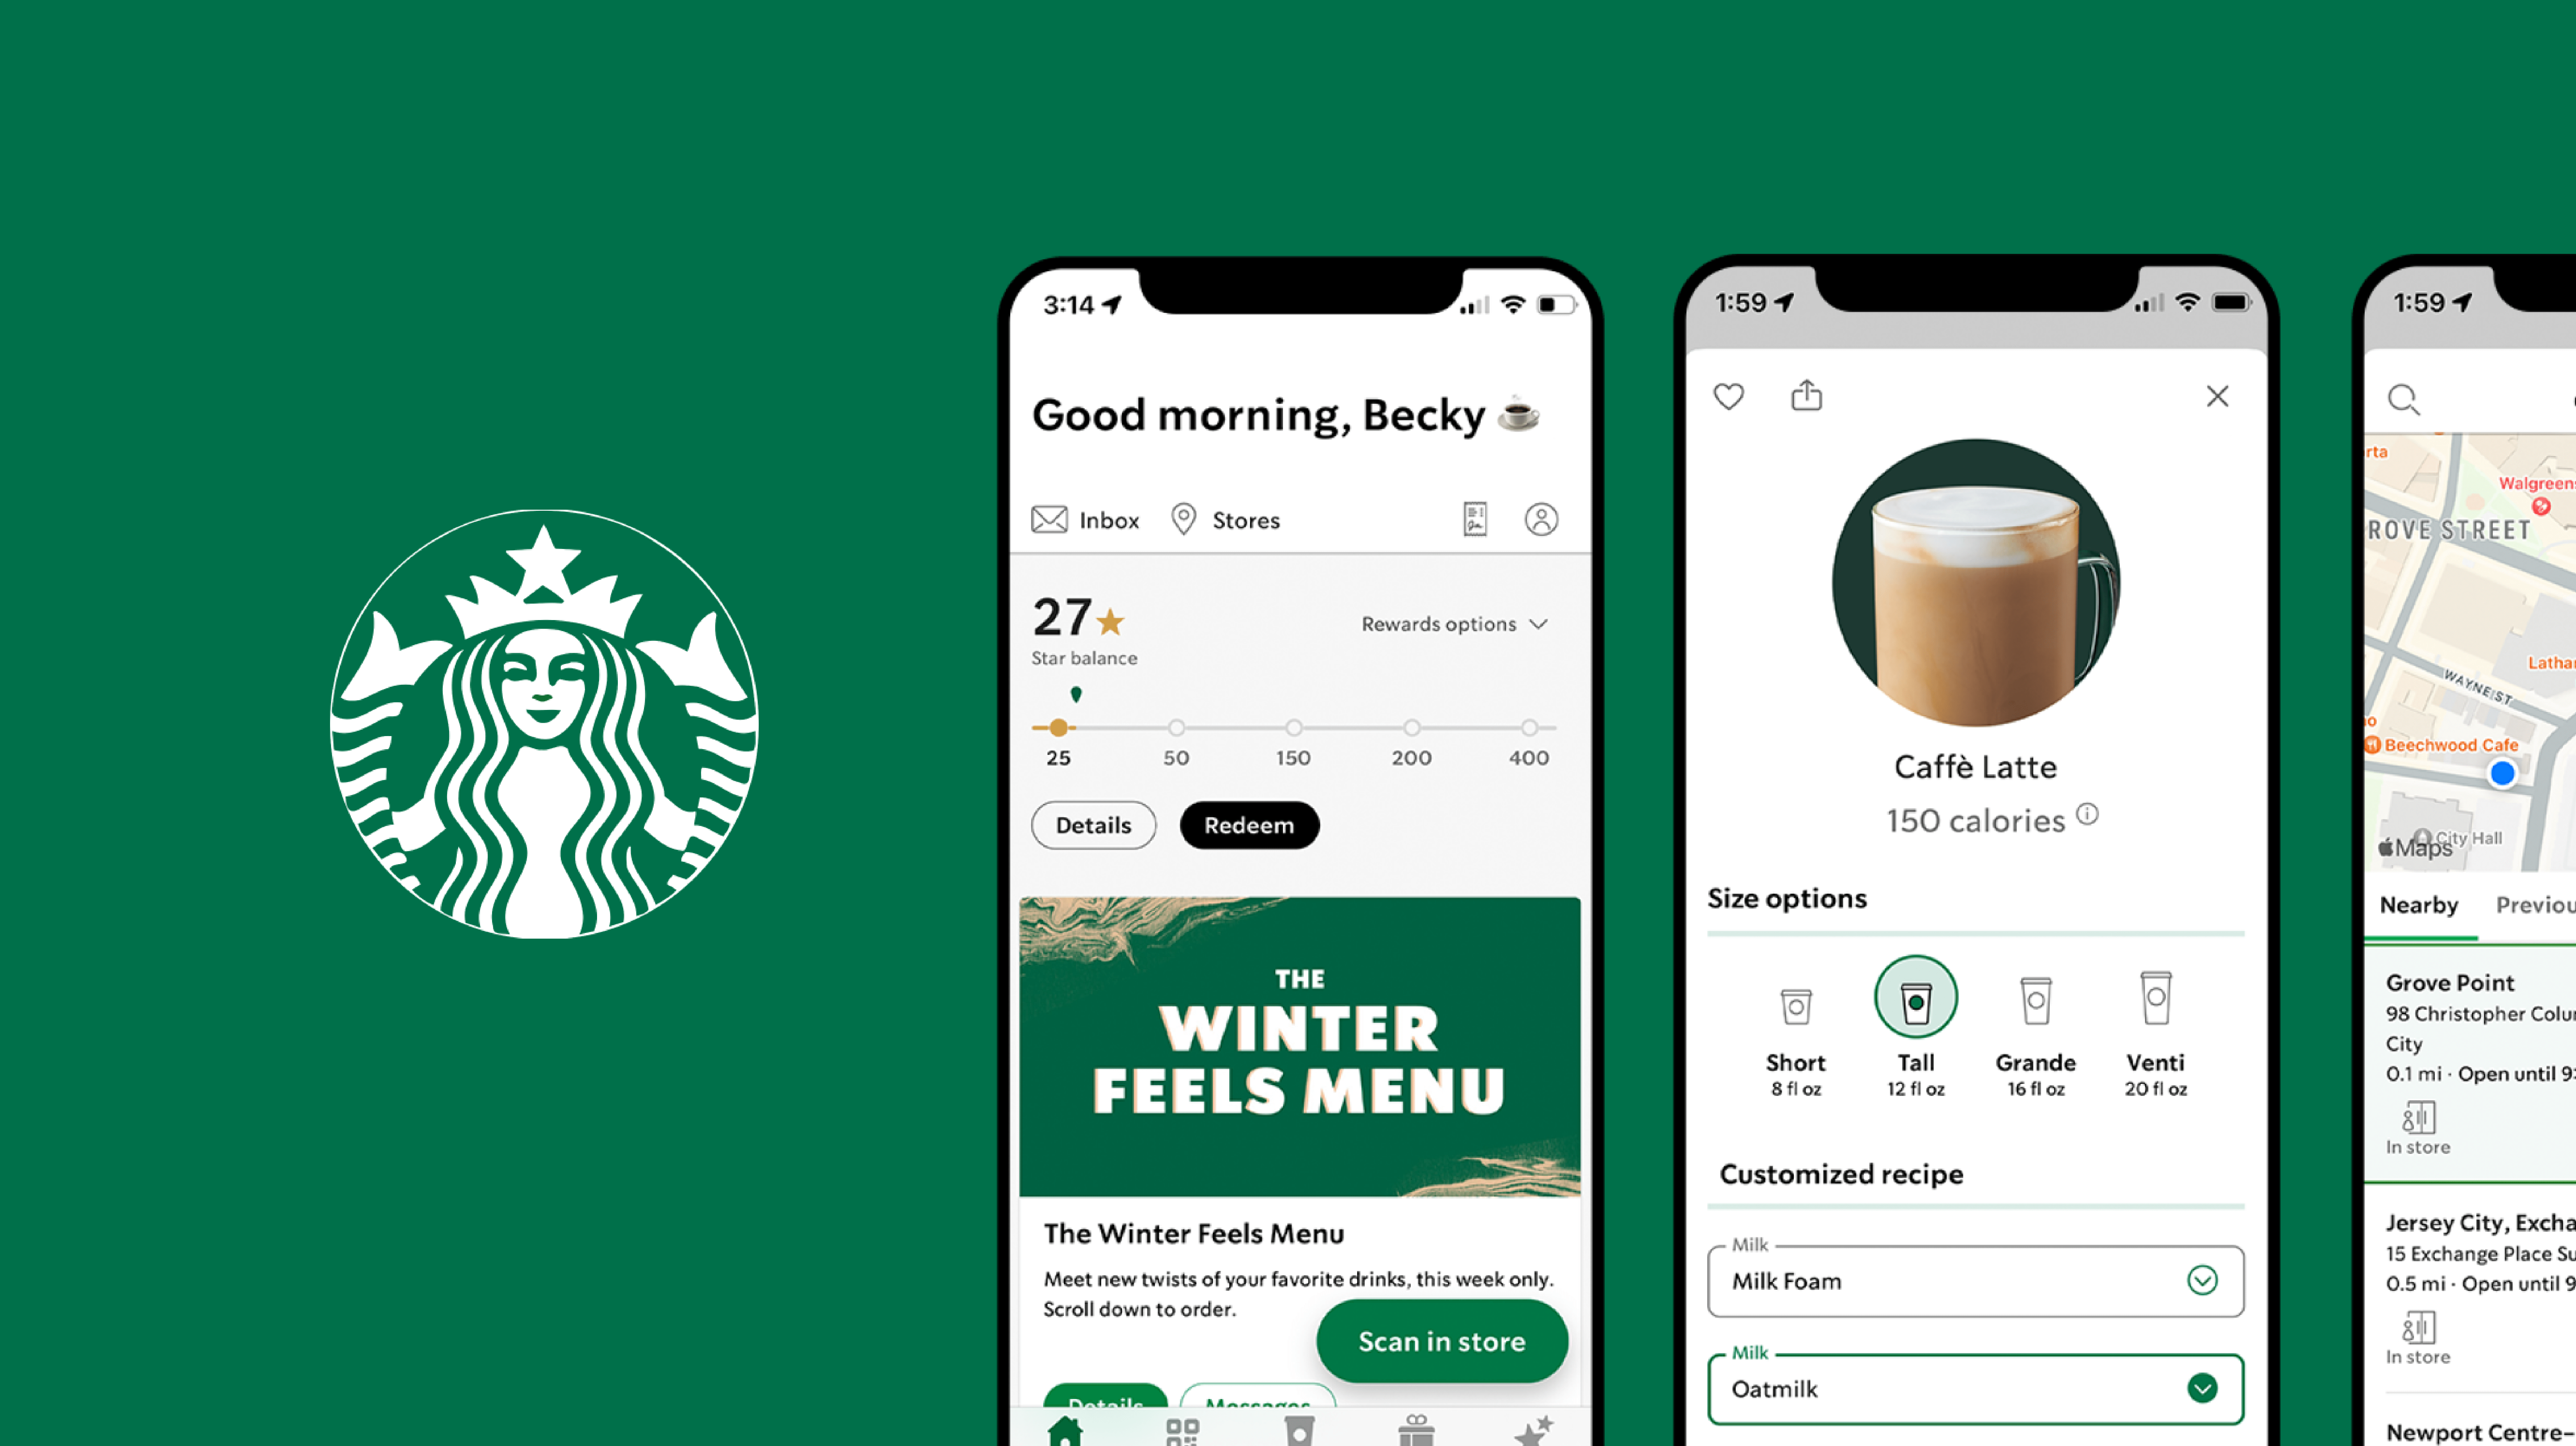 3:14
Good morning, Becky
Inbox
Stores
27
Star balance
Rewards options
25
50
150
200
400
Details
Redeem
THE
WINTER
FEELS MENU
The Winter Feels Menu
Meet new twists of your favorite drinks, this week only.
Scroll down to order.
Scan in store
Details
Messages
1:59
Caffè Latte
150 calories
Size options
Short
8 fl oz
Tall
12 fl oz
Grande
16 fl oz
Venti
20 fl oz
Customized recipe
Milk
Milk Foam
Milk
Oatmilk
1:59
rta
Walgreens
ROVE STREET
Latha
WAYNE ST
o
Beechwood Cafe
City Hall
Maps
Nearby
Previou
Grove Point
98 Christopher Colu
City
0.1 mi · Open until 9:
In store
Jersey City, Excha
15 Exchange Place Su
0.5 mi · Open until 9
In store
Newport Centre-